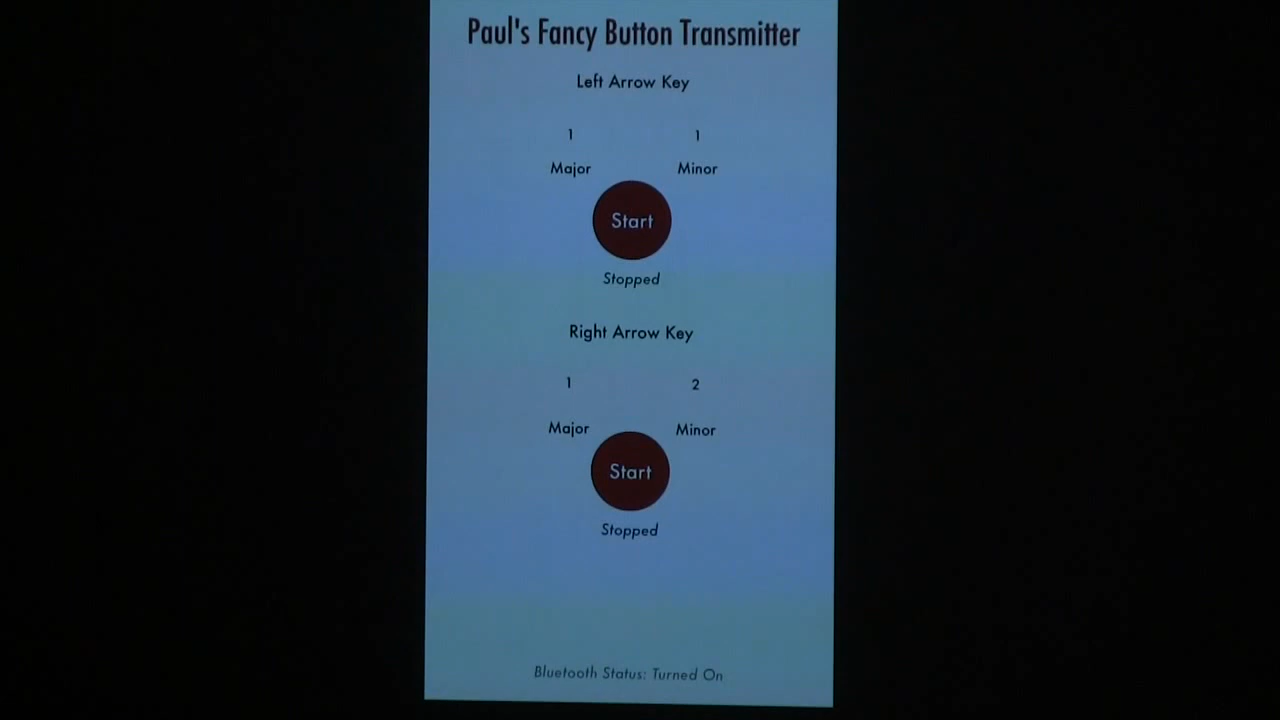 Paul's Fancy Button Transmitter
Left Arrow Key
1 1
Major Minor
Start
Stopped
Right Arrow Key
1 2
Major Minor
Start
Stopped
Bluetooth Status: Turned On